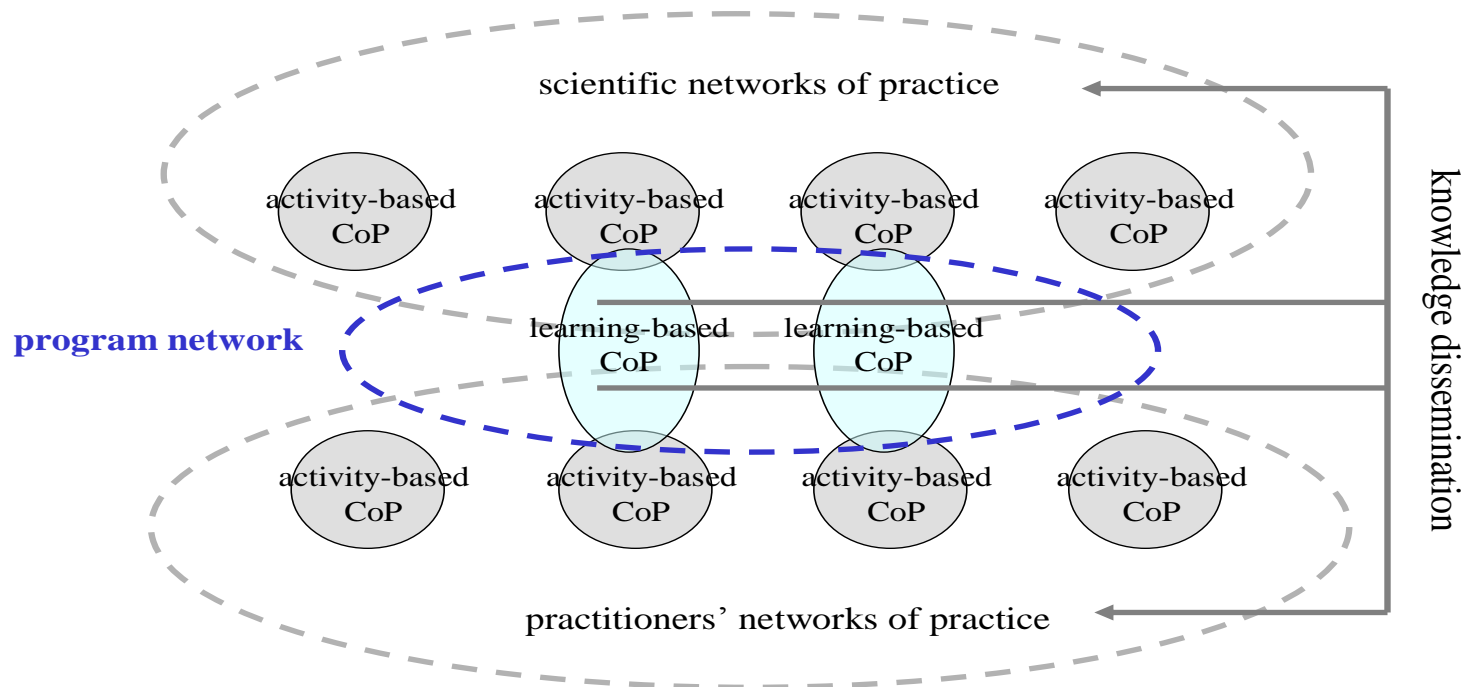 scientific networks of practice
activity-based
CoP
activity-based
CoP
activity-based
CoP
activity-based
CoP
program network
learning-based
CoP
learning-based
CoP
activity-based
CoP
activity-based
CoP
activity-based
CoP
activity-based
CoP
practitioners’ networks of practice
knowledge dissemination